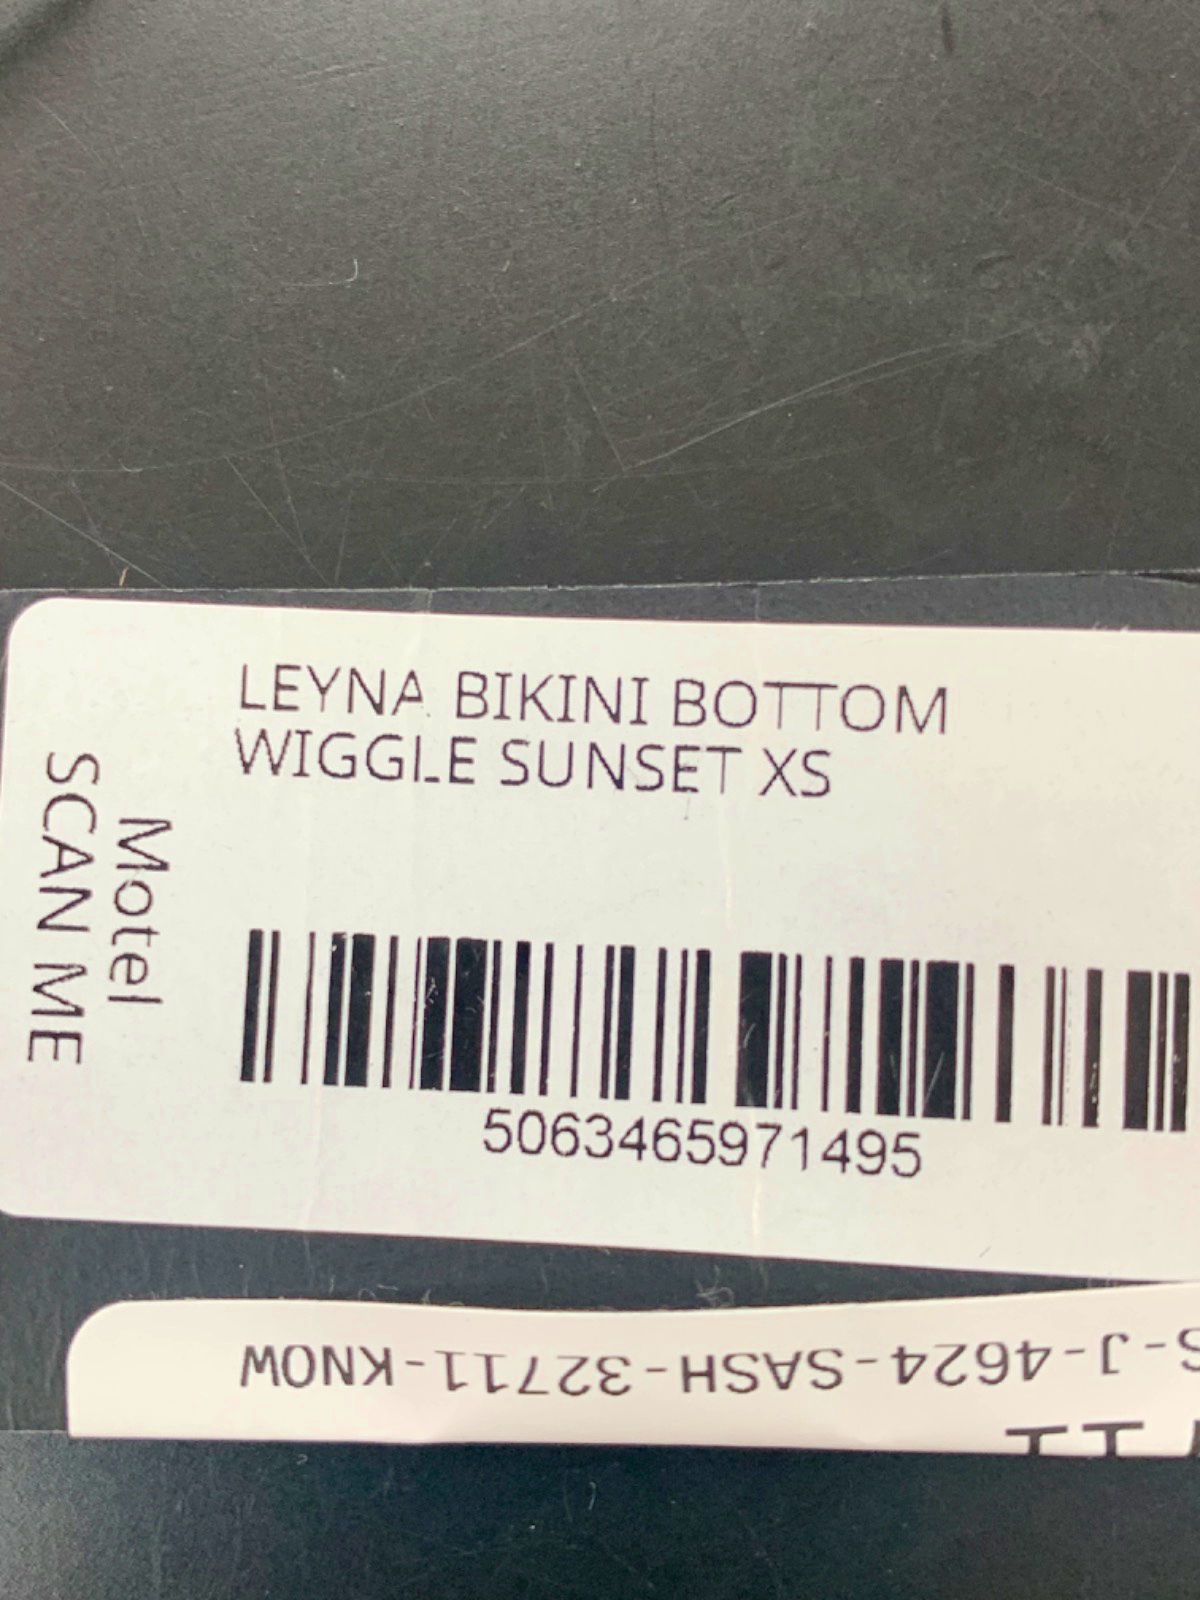 LEYNA BIKINI BOTTOM
WIGGLE SUNSET XS
Motel
SCAN ME
5063465971495
S-J-4624-SASH-32711-KNOW